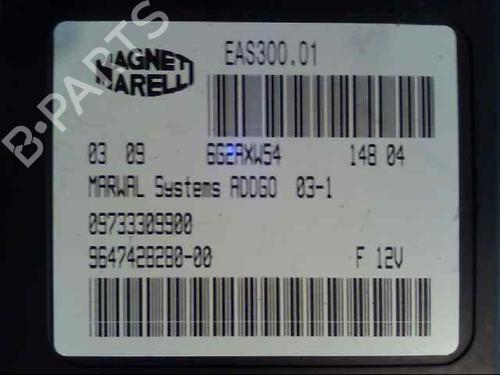 MAGNETI
MARELLI
EAS300.01
03 09 6G2AXW54 148 04
MARWAL Systems ADDGO 03-1
09733309900
9647428280-00 F 12V
B-PARTS